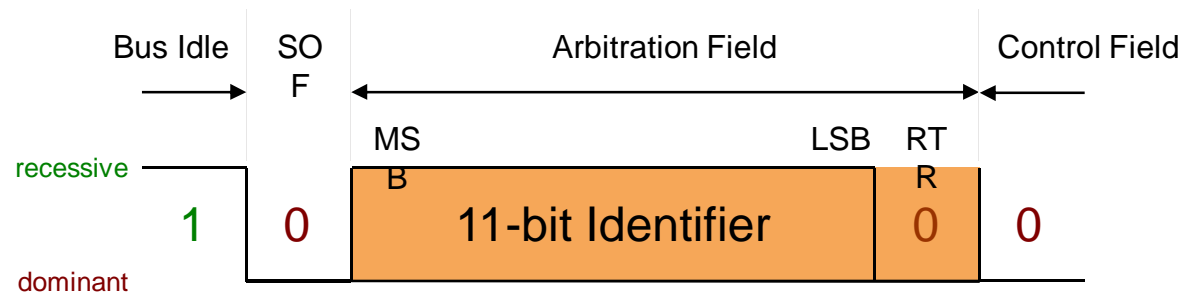 Bus Idle
SO
F
Arbitration Field
Control Field
MS
B
LSB
RT
R
recessive
1
0
11-bit Identifier
0
0
dominant